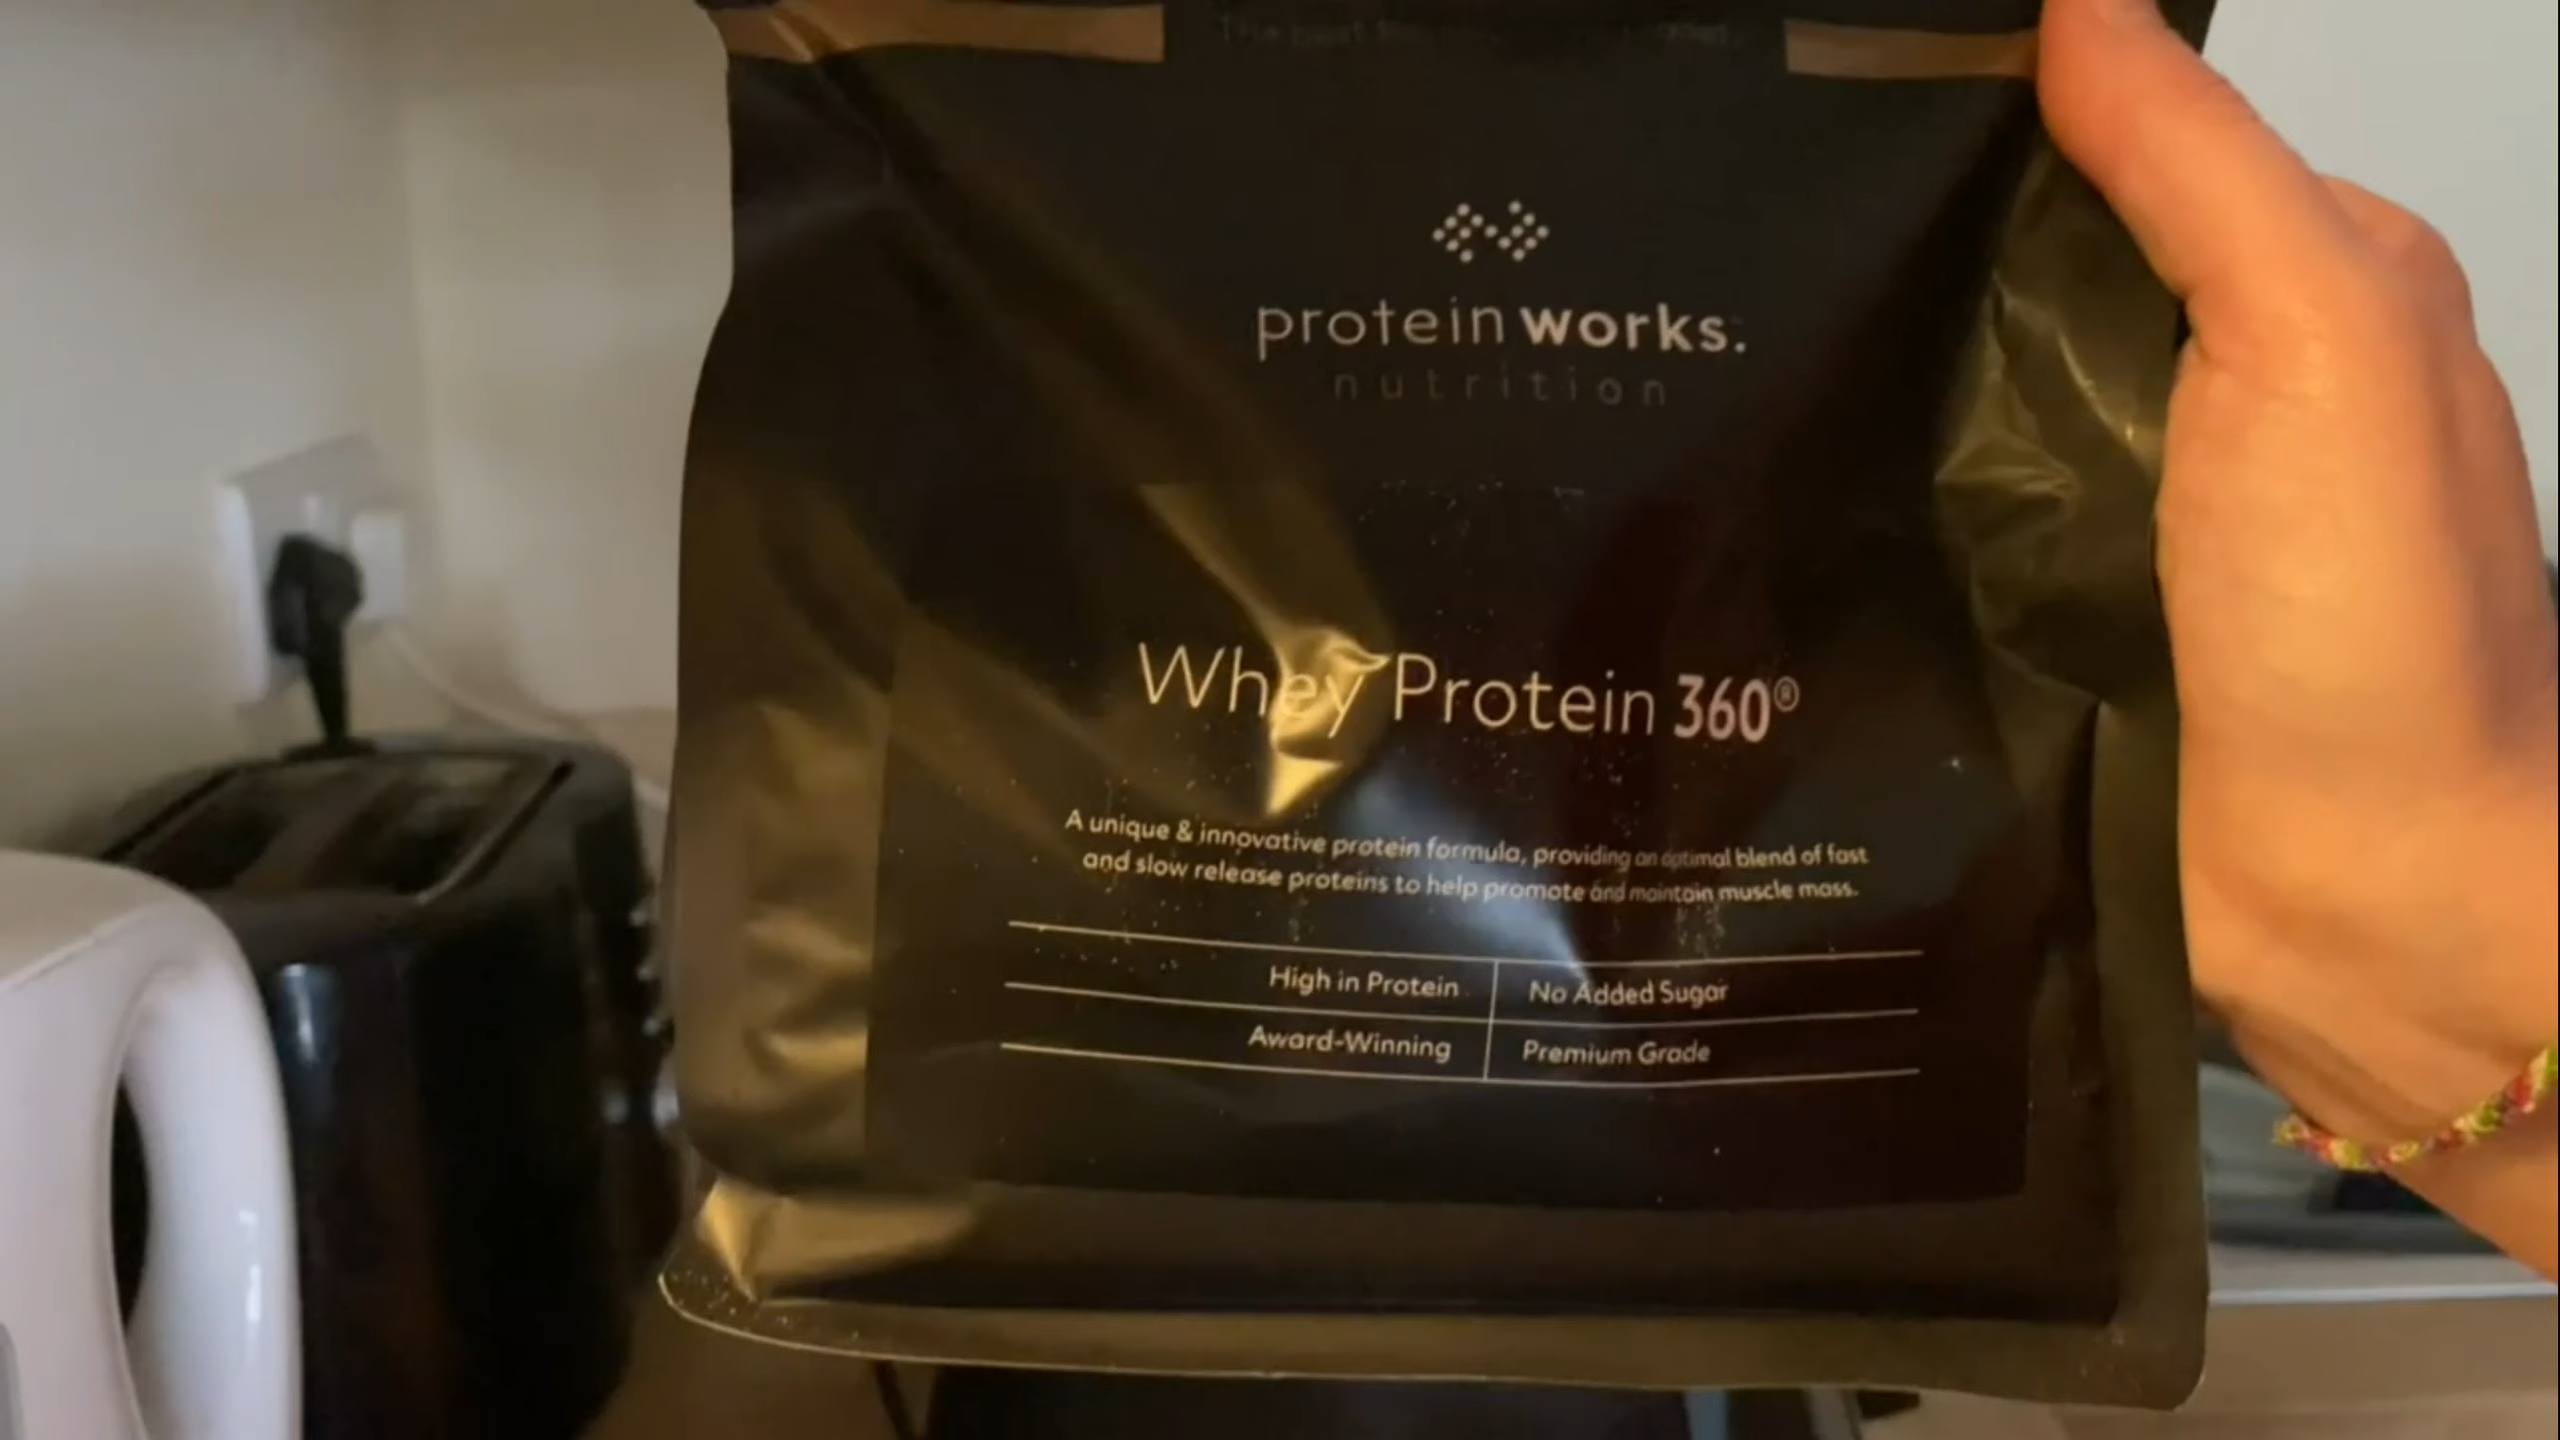 protein works.
nutrition
Whey Protein 360®
A unique & innovative protein formula, providing an optimal blend of fast
and slow release proteins to help promote and maintain muscle mass.
High in Protein
No Added Sugar
Award-Winning
Premium Grade